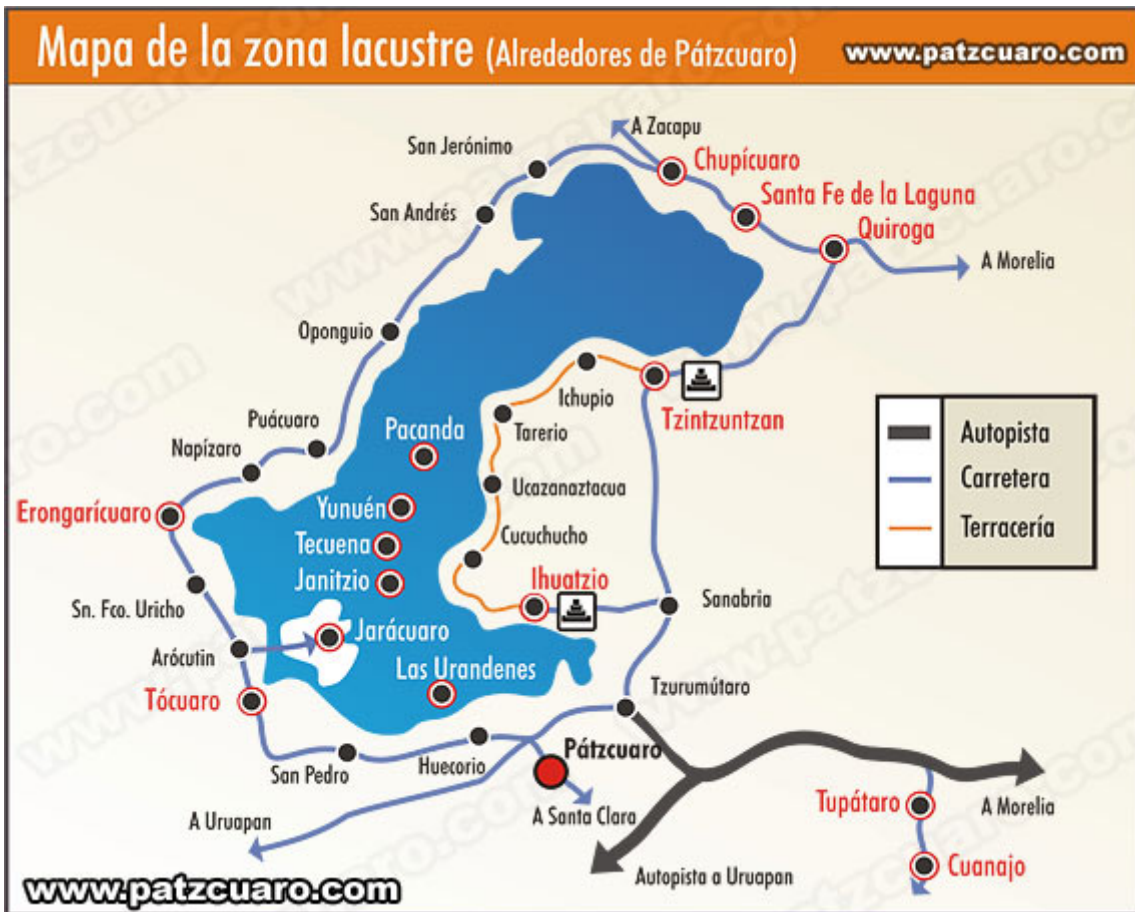 Mapa de la zona lacustre (Alrededores de Pátzcuaro)
www.patzcuaro.com
A Zacapu
San Jerónimo
Chupícuaro
Santa Fe de la Laguna
San Andrés
Quiroga
A Morelia
Oponguio
Ichupio
Tzintzuntzan
Tarerio
Puácuaro
Pacanda
Napízaro
Ucazanaztacua
Erongarícuaro
Yunuén
Cucuchucho
Tecuena
Janitzio
Ihuatzio
Sn. Fco. Uricho
Sanabria
Jarácuaro
Arócutin
Las Urandenes
Tócuaro
Tzurumútaro
Pátzcuaro
San Pedro
Huecorio
A Uruapan
A Santa Clara
Tupátaro
A Morelia
Autopista a Uruapan
Cuanajo
Autopista
Carretera
Terracería
www.patzcuaro.com